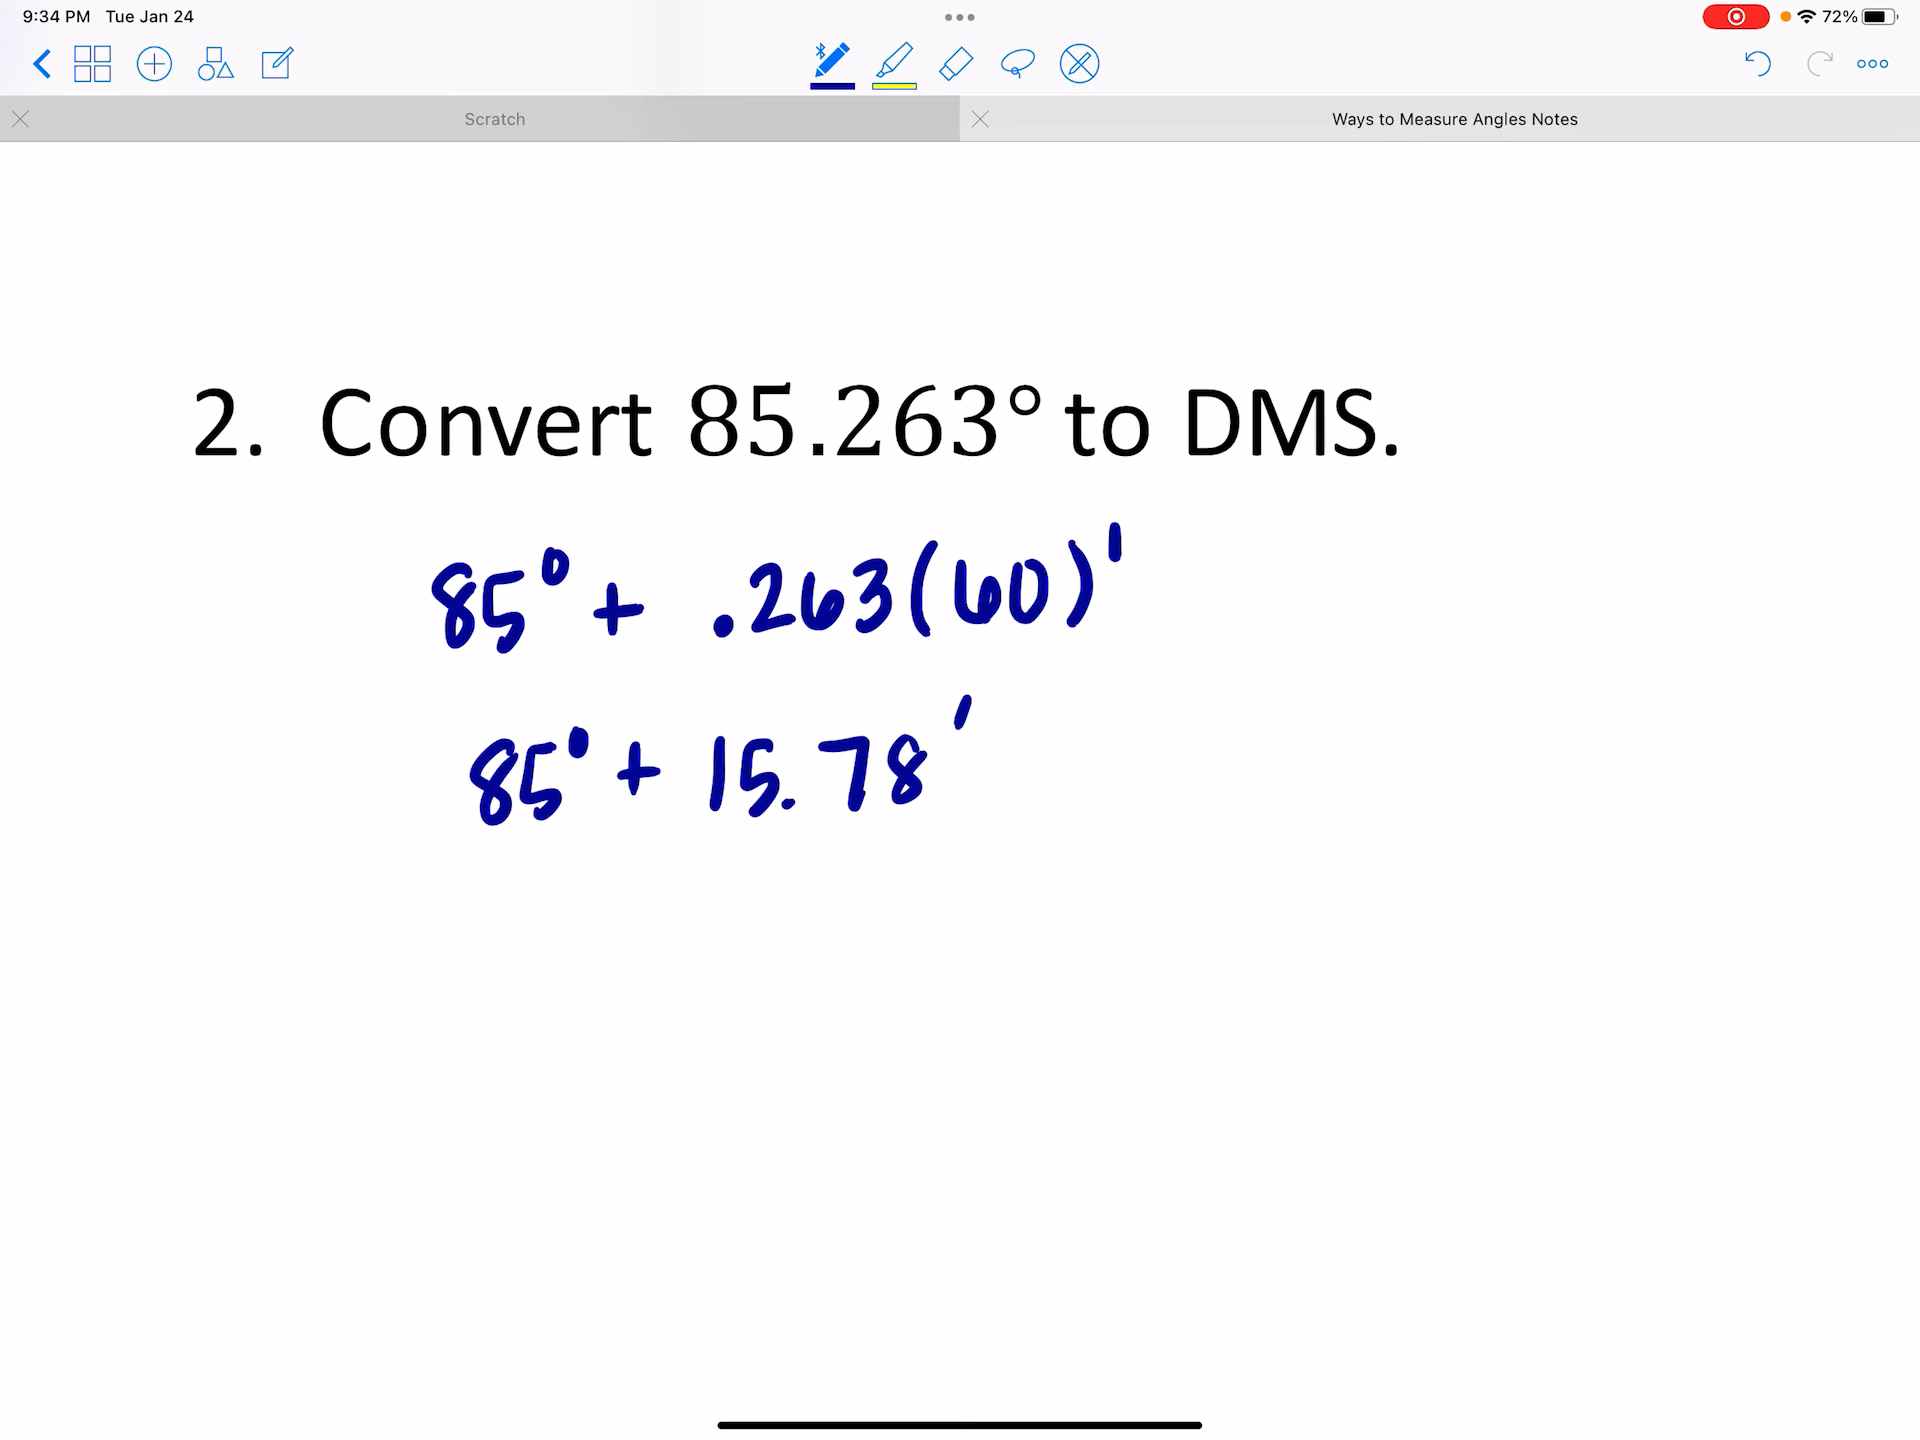 9:34 PM Tue Jan 24
72%
Scratch
Ways to Measure Angles Notes
2. Convert 85.263° to DMS.
85° + .263(60)'
85° + 15.78'